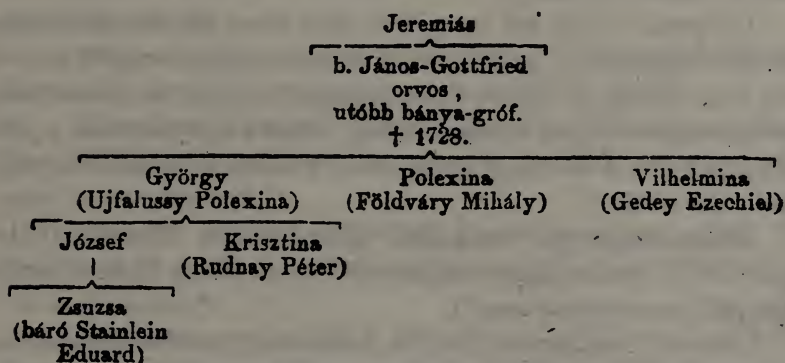 Jeremiás
b. János-Gottfried
orvos,
utóbb bánya-gróf.
† 1728.
György Polexina Vilhelmina
(Ujfalussy Polexina) (Földváry Mihály) (Gedey Ezechiel)
József Krisztina
(Rudnay Péter)
Zsuzsa
(báró Stainlein
Eduard)